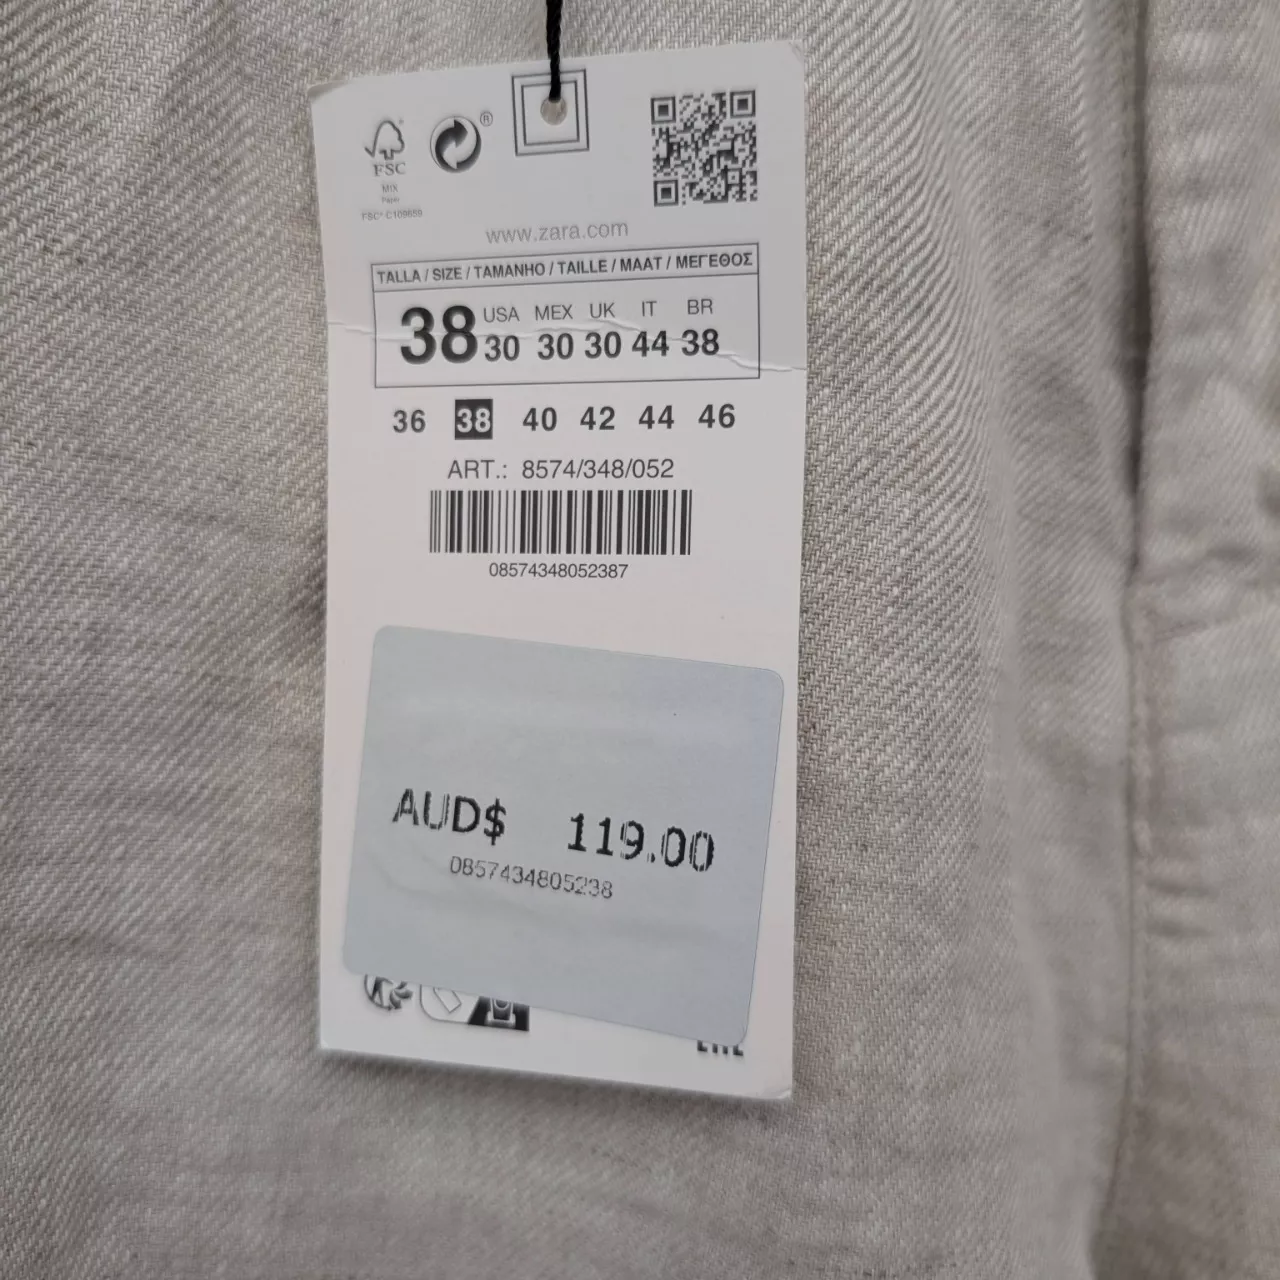 FSC
MIX
Paper
FSC® C109659
®
www.zara.com
TALLA / SIZE / TAMANHO / TAILLE / MAAT / ΜΕΓΕΘΟΣ
38 USA MEX UK IT BR
30 30 30 44 38
36 38 40 42 44 46
ART.: 8574/348/052
08574348052387
AUD$ 119.00
0857434805238